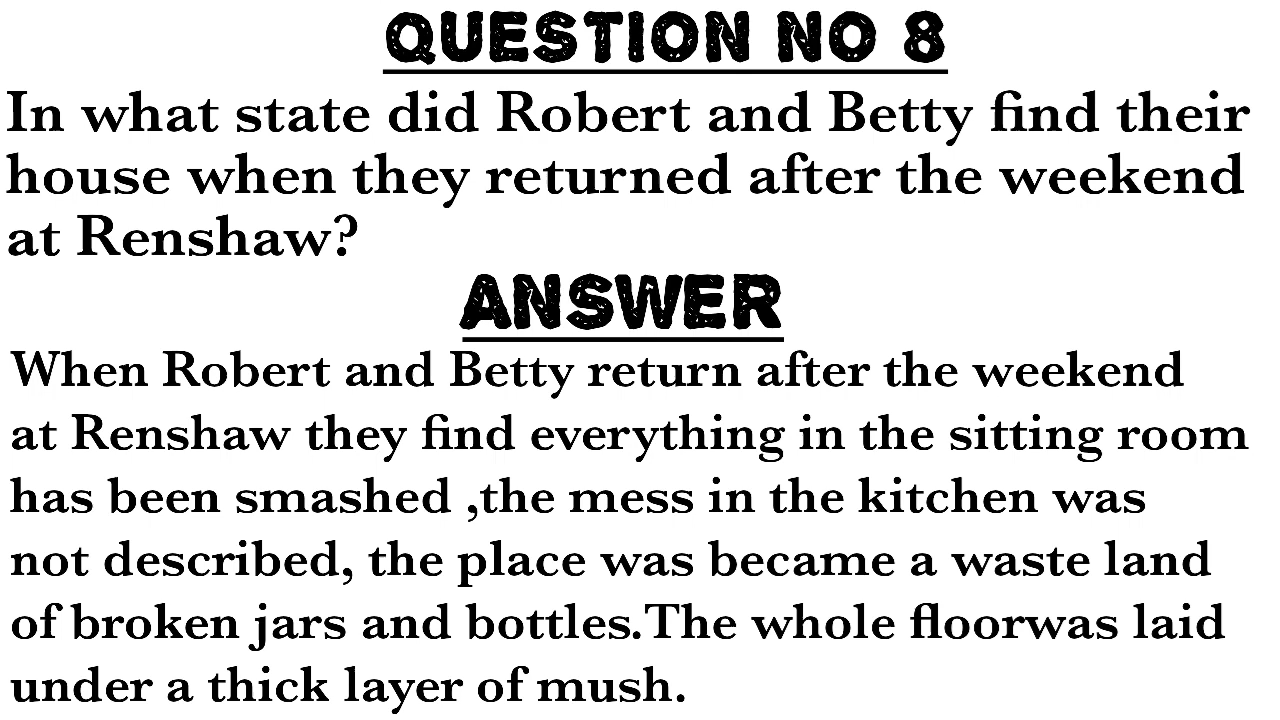 QUESTION NO 8
In what state did Robert and Betty find their
house when they returned after the weekend
at Renshaw?
ANSWER
When Robert and Betty return after the weekend
at Renshaw they find everything in the sitting room
has been smashed ,the mess in the kitchen was
not described, the place was became a waste land
of broken jars and bottles.The whole floorwas laid
under a thick layer of mush.